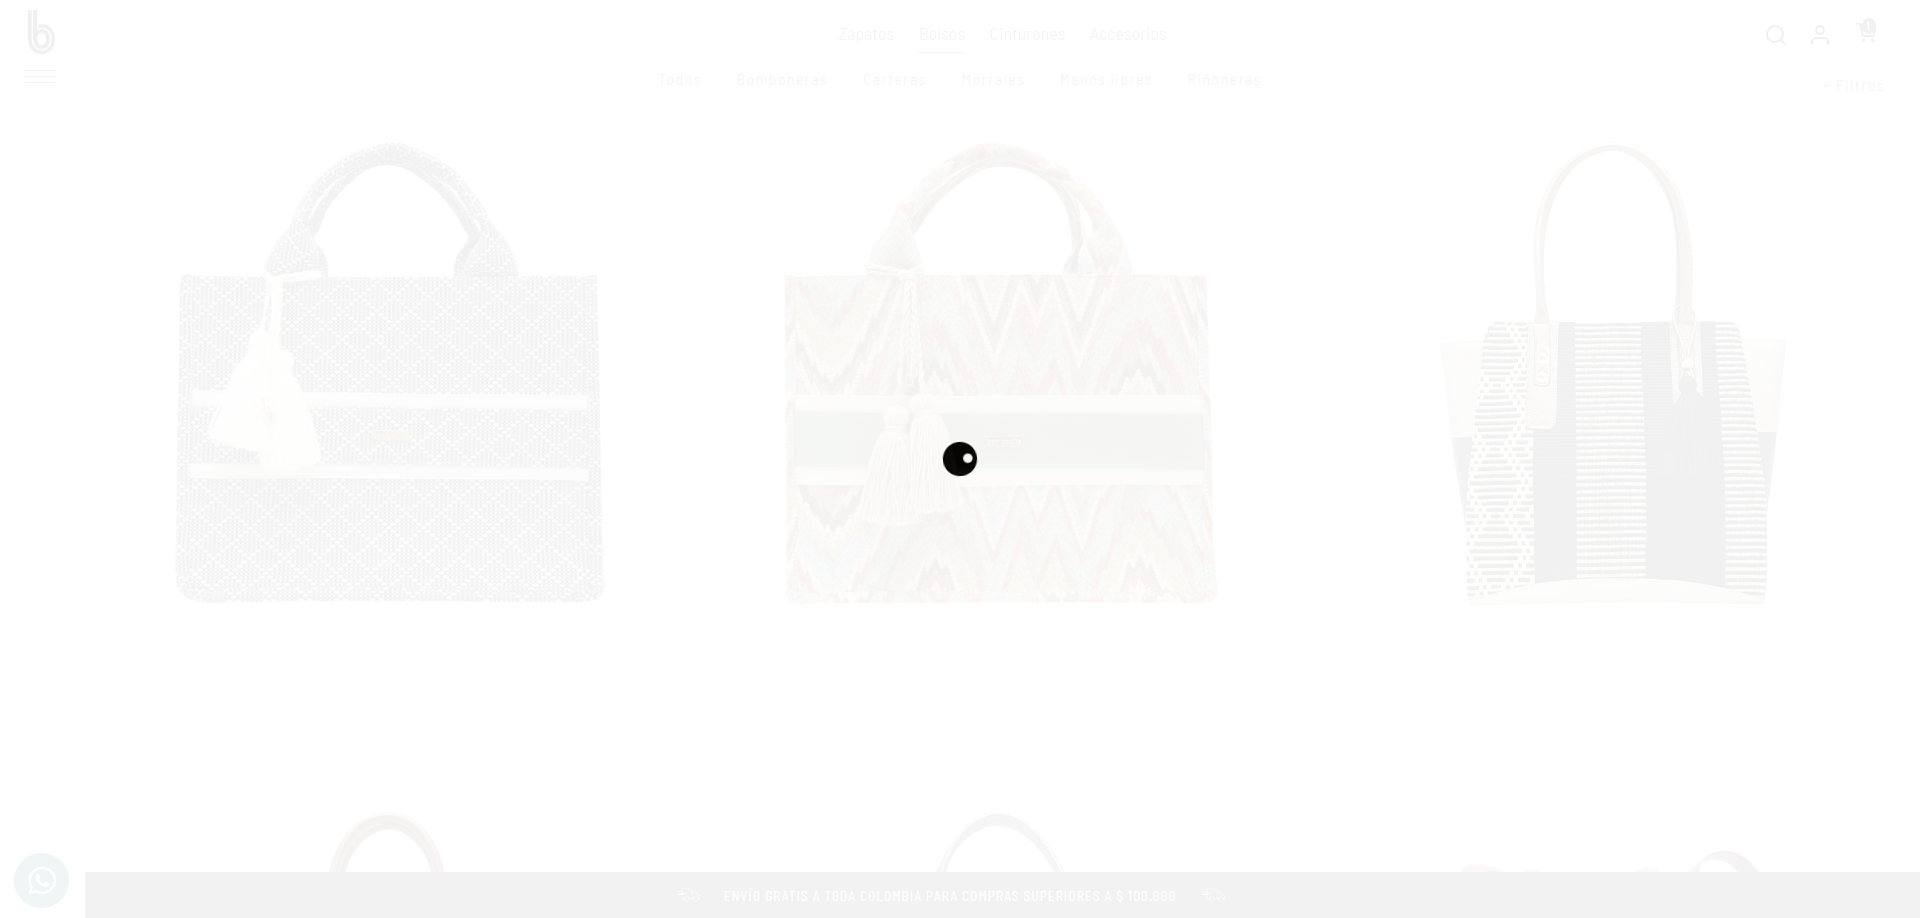 b
Zapatos Bolsos Cinturones Accesorios
1
Todos Bomboneras Carteras Morrales Manos libres Riñoneras
+ Filtros
ENVÍO GRATIS A TODA COLOMBIA PARA COMPRAS SUPERIORES A $ 100.000